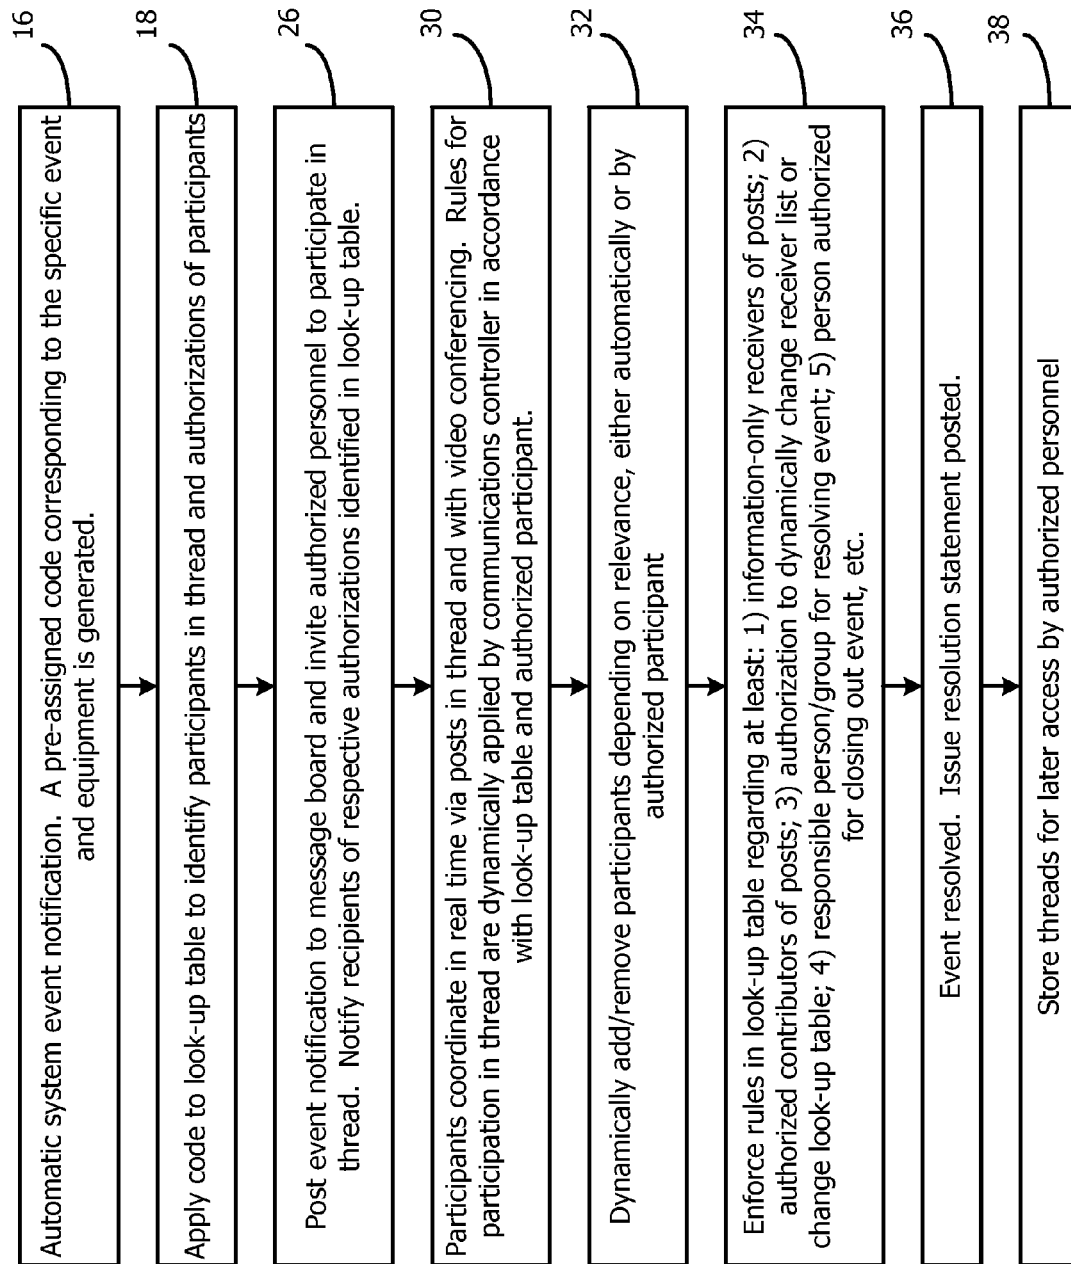 16
Automatic system event notification. A pre-assigned code corresponding to the specific event
and equipment is generated.
18
Apply code to look-up table to identify participants in thread and authorizations of participants
26
Post event notification to message board and invite authorized personnel to participate in
thread. Notify recipients of respective authorizations identified in look-up table.
30
Participants coordinate in real time via posts in thread and with video conferencing. Rules for
participation in thread are dynamically applied by communications controller in accordance
with look-up table and authorized participant.
32
Dynamically add/remove participants depending on relevance, either automatically or by
authorized participant
34
Enforce rules in look-up table regarding at least: 1) information-only receivers of posts; 2)
authorized contributors of posts; 3) authorization to dynamically change receiver list or
change look-up table; 4) responsible person/group for resolving event; 5) person authorized
for closing out event, etc.
36
Event resolved. Issue resolution statement posted.
38
Store threads for later access by authorized personnel